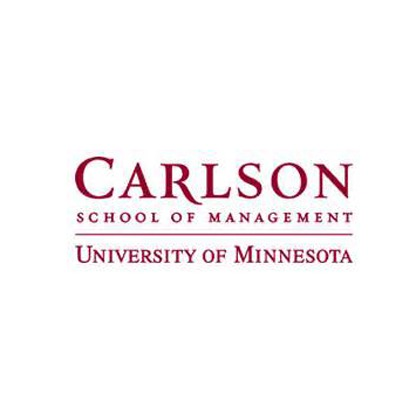 CARLSON
SCHOOL OF MANAGEMENT
UNIVERSITY OF MINNESOTA